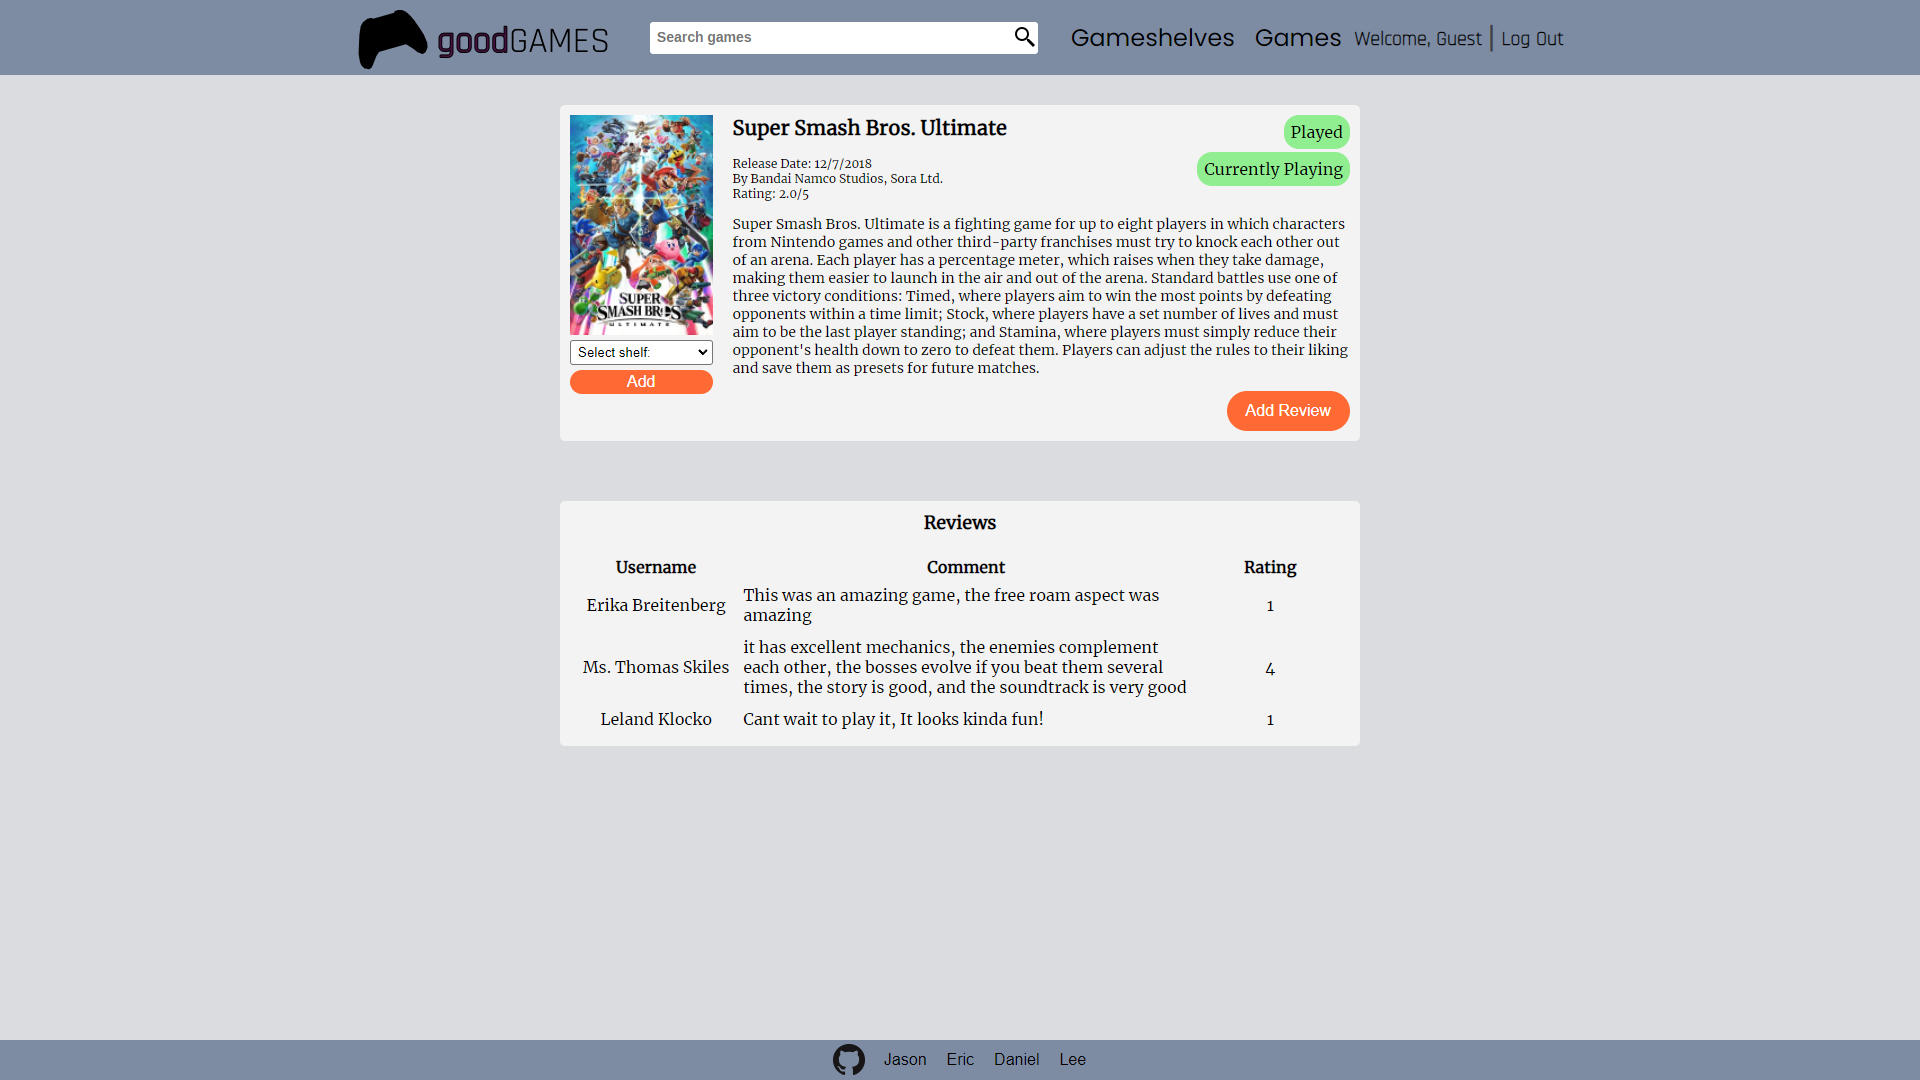 goodGAMES
Search games
Gameshelves
Games
Welcome, Guest
Log Out
Super Smash Bros. Ultimate
Played
Currently Playing
Release Date: 12/7/2018
By Bandai Namco Studios, Sora Ltd.
Rating: 2.0/5
Super Smash Bros. Ultimate is a fighting game for up to eight players in which characters
from Nintendo games and other third-party franchises must try to knock each other out
of an arena. Each player has a percentage meter, which raises when they take damage,
making them easier to launch in the air and out of the arena. Standard battles use one of
three victory conditions: Timed, where players aim to win the most points by defeating
opponents within a time limit; Stock, where players have a set number of lives and must
aim to be the last player standing; and Stamina, where players must simply reduce their
opponent's health down to zero to defeat them. Players can adjust the rules to their liking
and save them as presets for future matches.
SUPER
SMASH BROS
ULTIMATE
Select shelf:
Add
Add Review
Reviews
Username Comment Rating
Erika Breitenberg This was an amazing game, the free roam aspect was
amazing 1
Ms. Thomas Skiles it has excellent mechanics, the enemies complement
each other, the bosses evolve if you beat them several
times, the story is good, and the soundtrack is very good 4
Leland Klocko Cant wait to play it, It looks kinda fun! 1
Jason Eric Daniel Lee